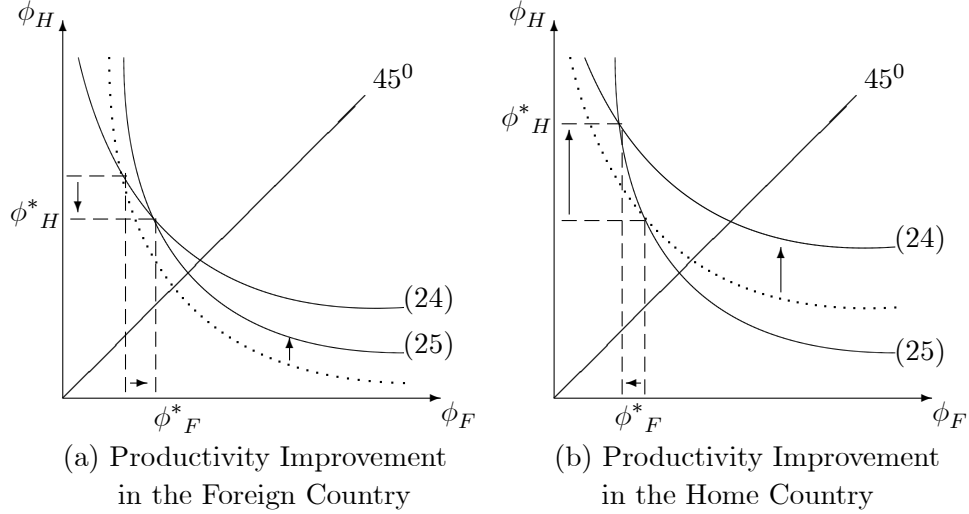 ϕH
45⁰
ϕ*H
(24)
(25)
ϕ*F
ϕF
(a) Productivity Improvement
in the Foreign Country
ϕH
45⁰
ϕ*H
(24)
(25)
ϕ*F
ϕF
(b) Productivity Improvement
in the Home Country